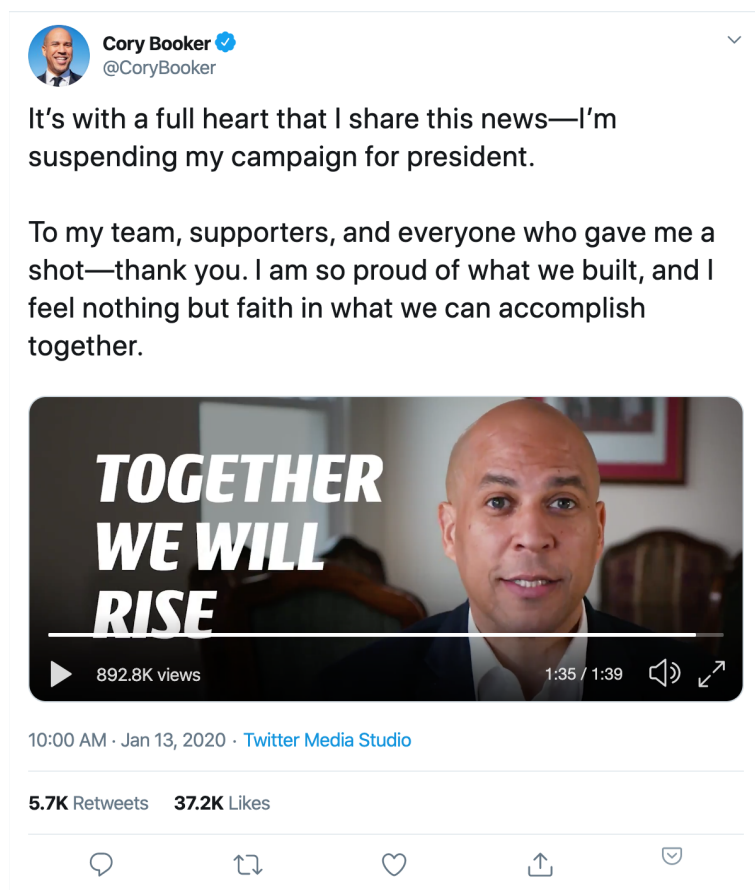 Cory Booker
@CoryBooker
It’s with a full heart that I share this news—I’m
suspending my campaign for president.
To my team, supporters, and everyone who gave me a
shot—thank you. I am so proud of what we built, and I
feel nothing but faith in what we can accomplish
together.
TOGETHER
WE WILL
RISE
892.8K views
1:35 / 1:39
10:00 AM · Jan 13, 2020 · Twitter Media Studio
5.7K Retweets 37.2K Likes